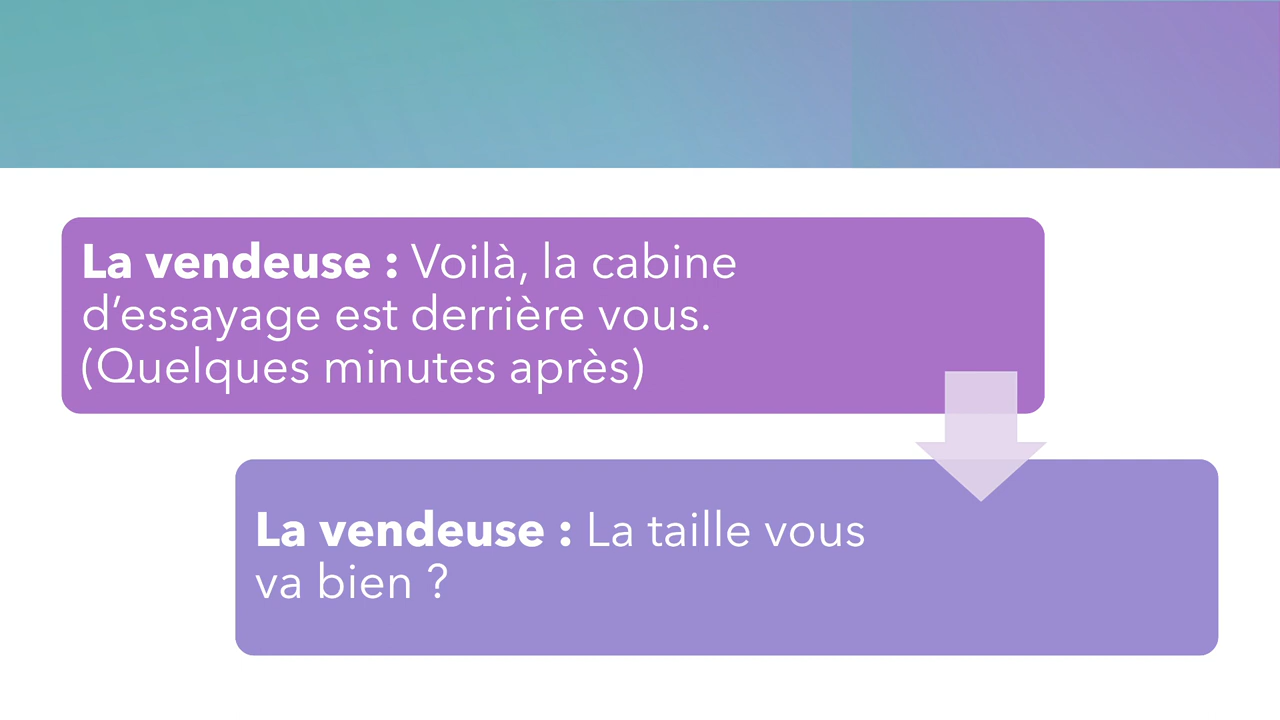 La vendeuse : Voilà, la cabine
d’essayage est derrière vous.
(Quelques minutes après)
La vendeuse : La taille vous
va bien ?